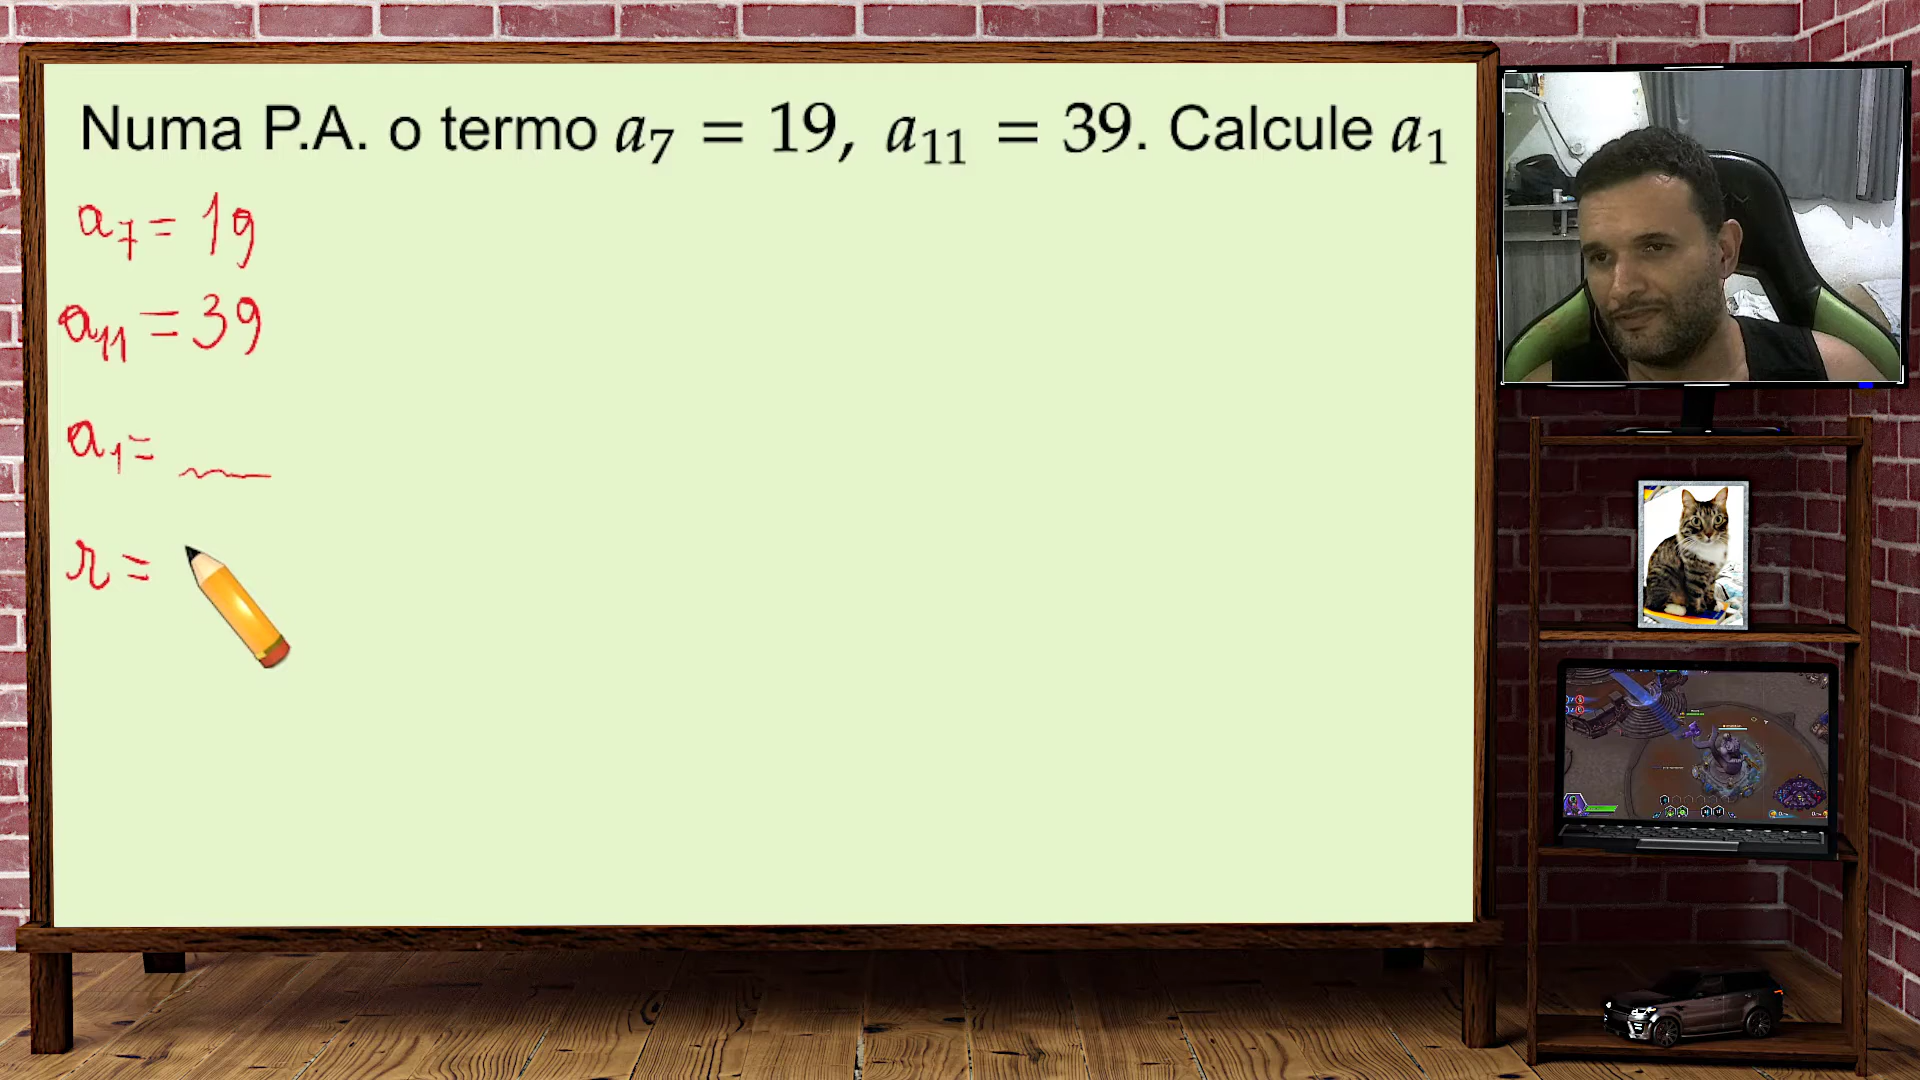 Numa P.A. o termo a₇ = 19, a₁₁ = 39. Calcule a₁
a₇ = 19
a₁₁ = 39
a₁ =
r =